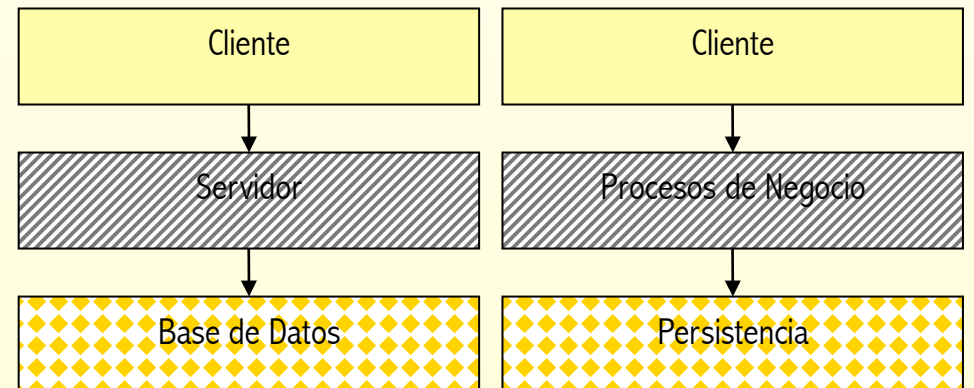 Cliente
Cliente
Servidor
Procesos de Negocio
Base de Datos
Persistencia